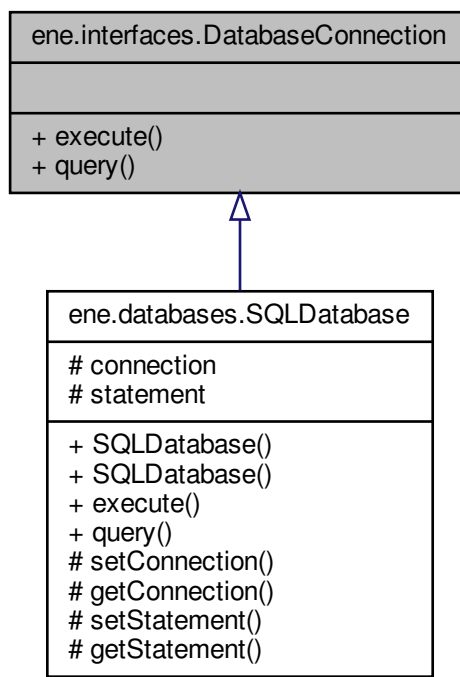 ene.interfaces.DatabaseConnection
+ execute()
+ query()
ene.databases.SQLDatabase
# connection
# statement
+ SQLDatabase()
+ SQLDatabase()
+ execute()
+ query()
# setConnection()
# getConnection()
# setStatement()
# getStatement()